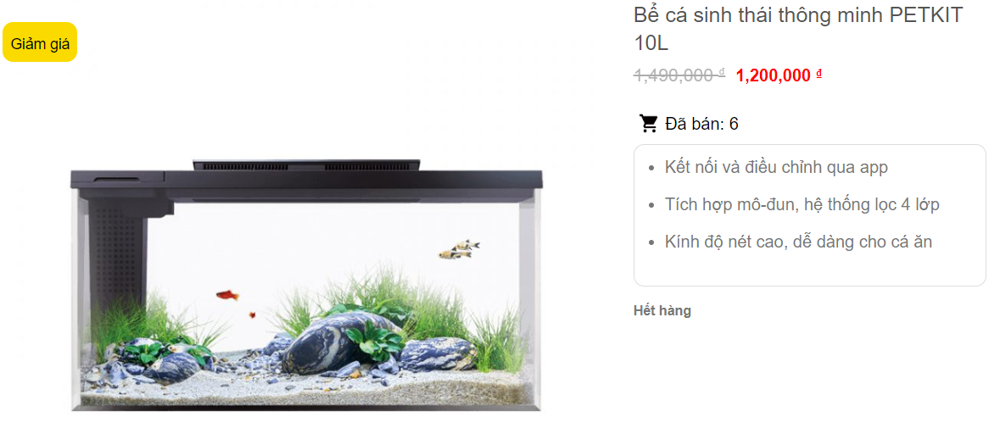 Giảm giá
Bể cá sinh thái thông minh PETKIT
10L
1,490,000 ₫ 1,200,000 ₫
Đã bán: 6
Kết nối và điều chỉnh qua app
Tích hợp mô-đun, hệ thống lọc 4 lớp
Kính độ nét cao, dễ dàng cho cá ăn
Hết hàng